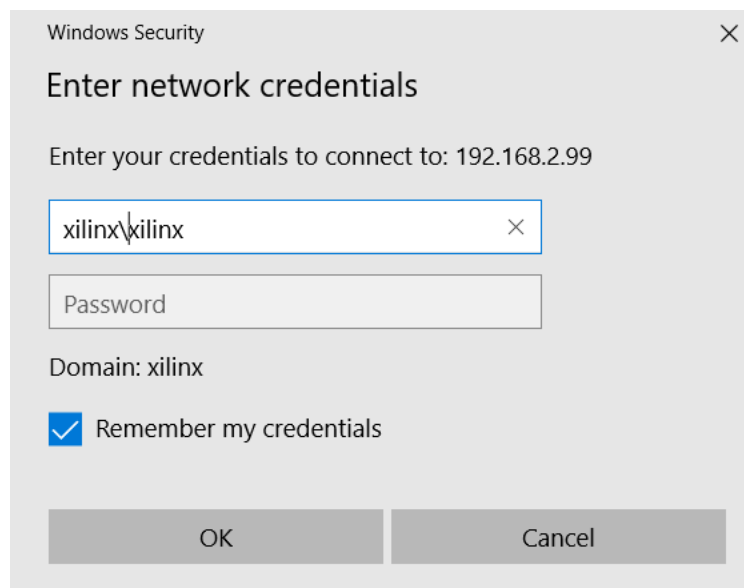 Windows Security
Enter network credentials
Enter your credentials to connect to: 192.168.2.99
xilinx\xilinx
Password
Domain: xilinx
Remember my credentials
OK
Cancel